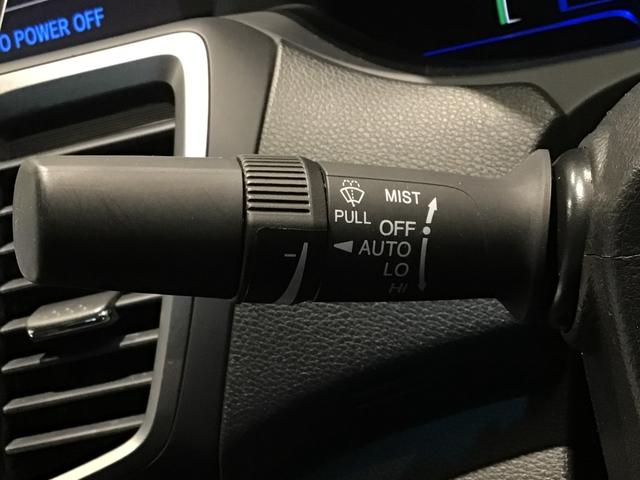 O POWER OFF
MIST
PULL
OFF
AUTO
LO
HI